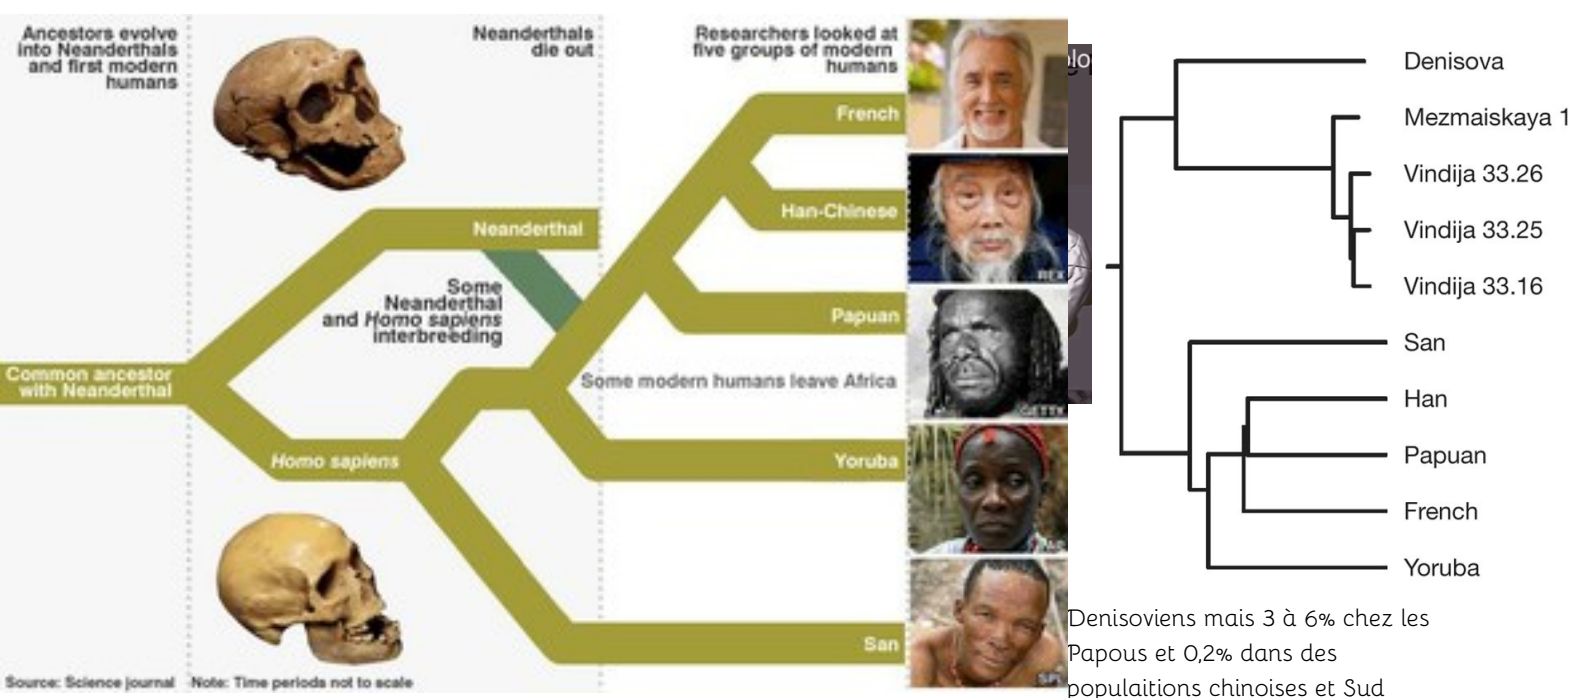 Ancestors evolve
into Neanderthals
and first modern
humans
Neanderthals
die out
Researchers looked at
five groups of modern
humans
French
Han-Chinese
Neanderthal
Some
Neanderthal
and Homo sapiens
interbreeding
Papuan
Common ancestor
with Neanderthal
Some modern humans leave Africa
Homo sapiens
Yoruba
San
REX
GETTY
AP
SPL
Source: Science journal
Note: Time periods not to scale
Denisova
Mezmaiskaya 1
Vindija 33.26
Vindija 33.25
Vindija 33.16
San
Han
Papuan
French
Yoruba
Denisoviens mais 3 à 6% chez les
Papous et 0,2% dans des
populaitions chinoises et Sud